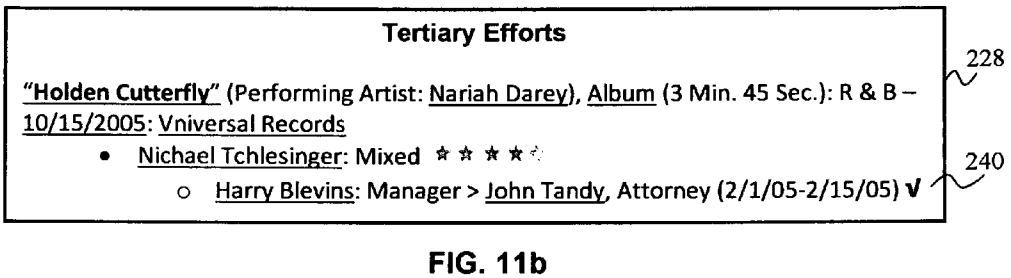 Tertiary Efforts
228
"Holden Cutterfly" (Performing Artist: Nariah Darey), Album (3 Min. 45 Sec.): R & B –
10/15/2005: Vniversal Records
• Nichael Tchlesinger: Mixed ☆ ☆ ☆ ☆ ☆
240
○ Harry Blevins: Manager > John Tandy, Attorney (2/1/05-2/15/05) √
FIG. 11b